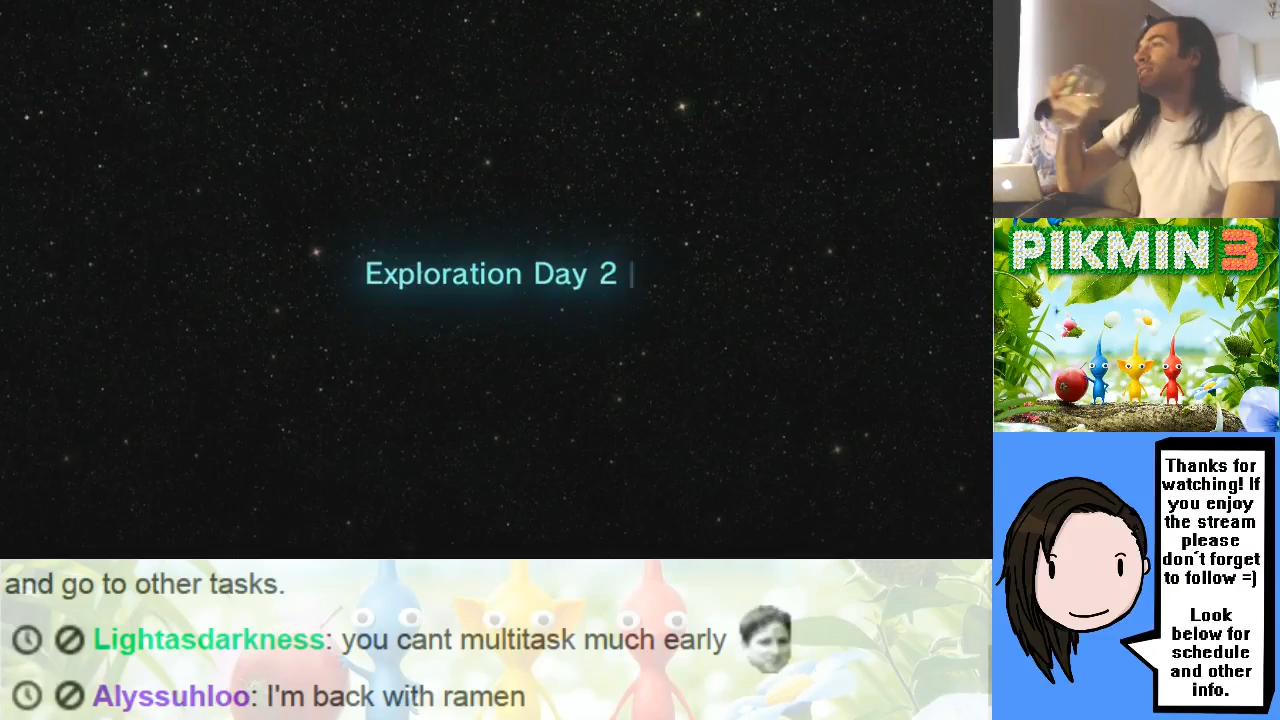 Exploration Day 2
PIKMIN 3
Thanks for
watching! If
you enjoy
the stream
please
don´t forget
to follow =)
Look
below for
schedule
and other
info.
and go to other tasks.
Lightasdarkness: you cant multitask much early
Alyssuhloo: I'm back with ramen